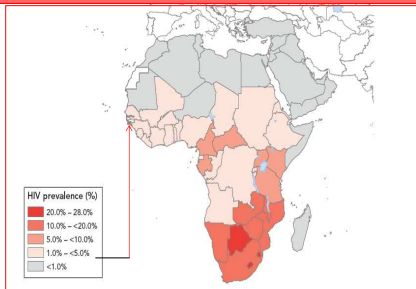 HIV prevalence (%)
20.0% – 28.0%
10.0% – <20.0%
5.0% – <10.0%
1.0% – <5.0%
<1.0%